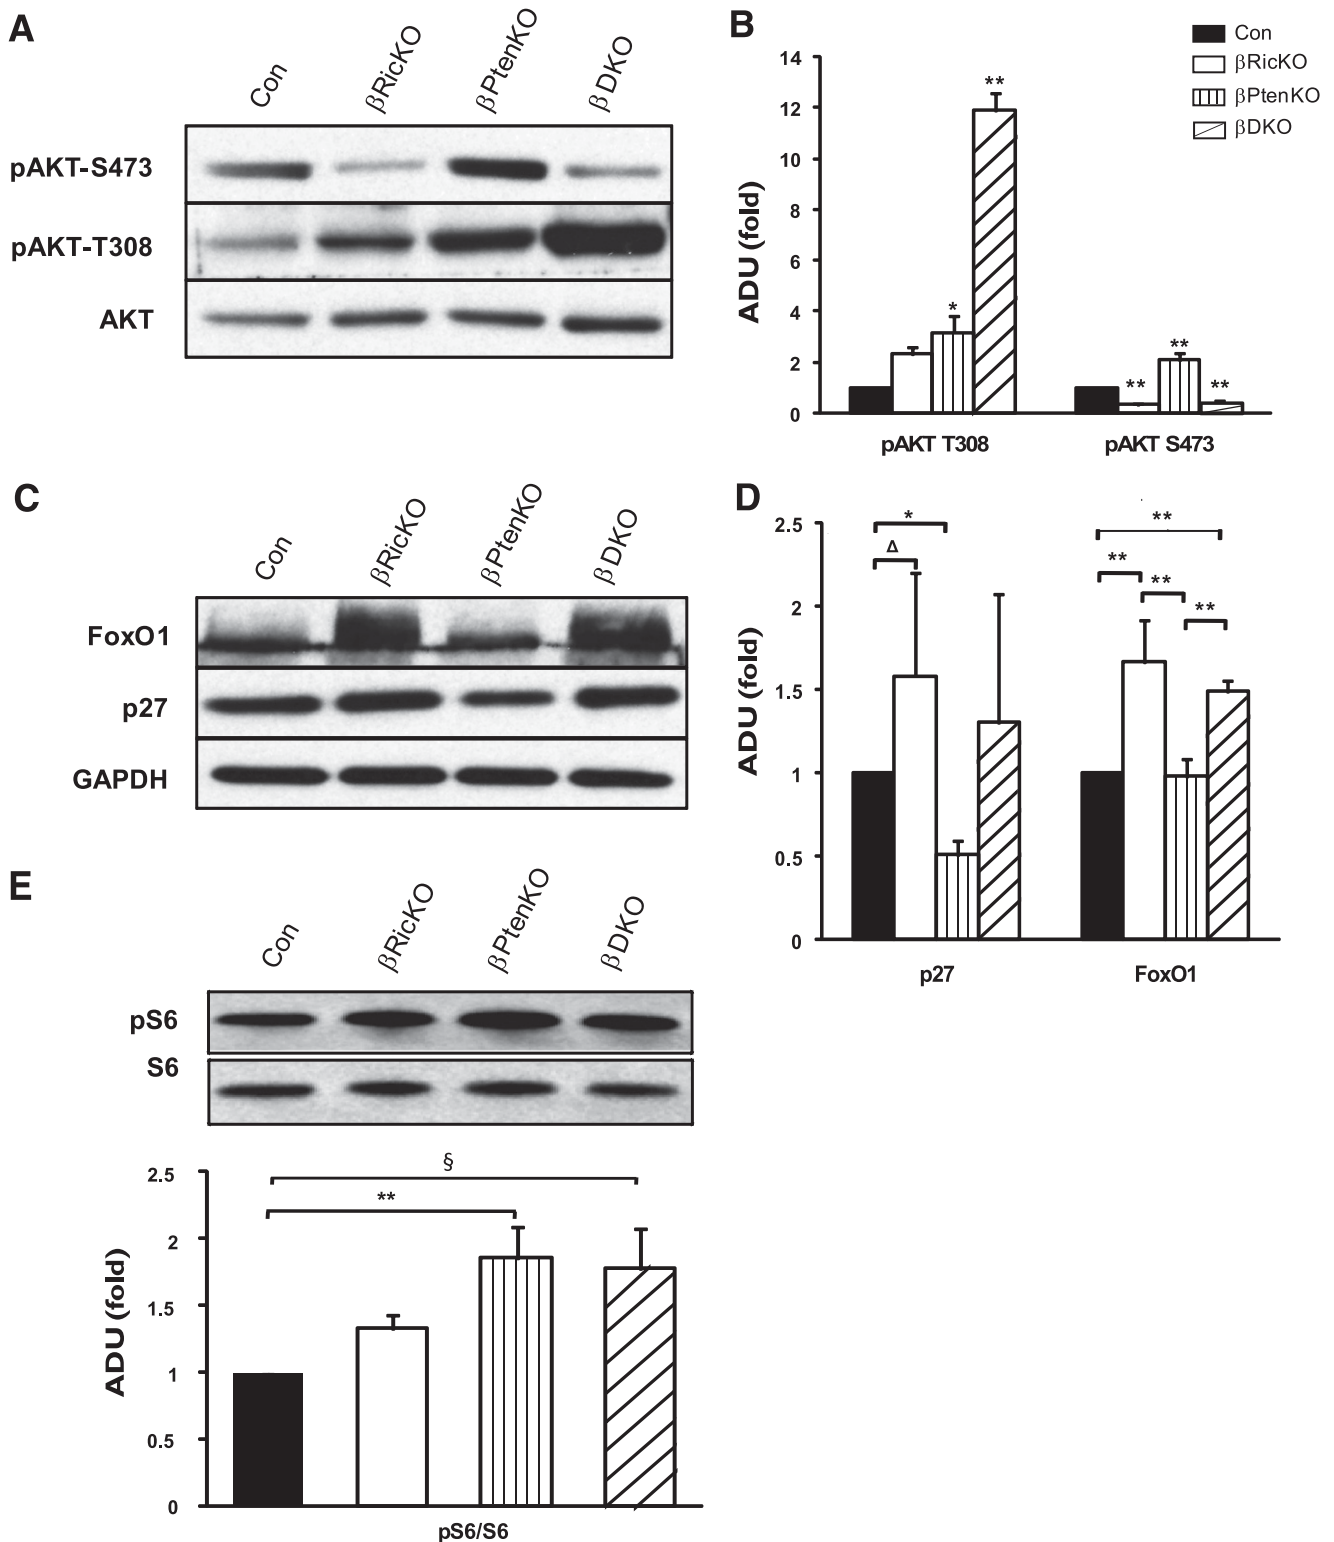 A
Con
βRicKO
βPtenKO
βDKO
pAKT-S473
pAKT-T308
AKT
B
Con
βRicKO
βPtenKO
βDKO
ADU (fold)
14
12
10
8
6
4
2
0
**
*
**
**
**
pAKT T308
pAKT S473
C
Con
βRicKO
βPtenKO
βDKO
FoxO1
p27
GAPDH
D
ADU (fold)
2.5
2
1.5
1
0.5
0
*
Δ
**
**
**
**
p27
FoxO1
E
Con
βRicKO
βPtenKO
βDKO
pS6
S6
ADU (fold)
2.5
2
1.5
1
0.5
0
§
**
pS6/S6